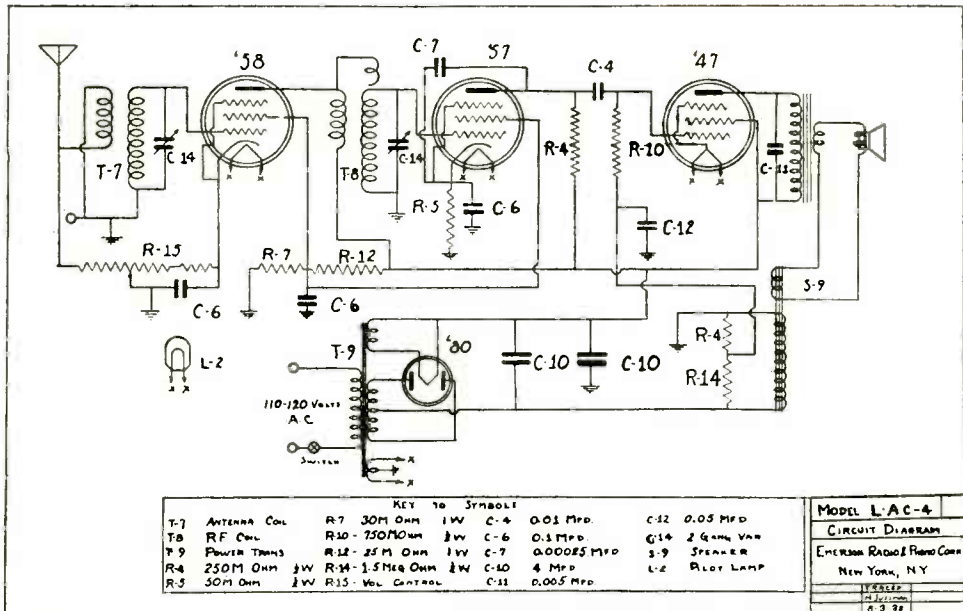 '58
C-7
'57
C-4
'47
T-7
C-14
T-8
C-14
R-5
C-6
R-4
R-20
C-11
C-12
R-15
R-7
R-12
C-6
C-6
S-9
L-2
T-9
'80
C-10
C-10
R-4
R-14
110-120 VOLTS
A.C
SWITCH
KEY TO SYMBOLS
T-7 ANTENNA COIL R-7 30M OHM 1W C-4 0.01 MFD. C-12 0.05 MFD
T-8 RF COIL R-10 - 750M OHM ½W C-6 0.1 MFD. C-14 2 GANG VAR
T-9 POWER TRANS R-12 - 25M OHM 1W C-7 0.00025 MFD S-9 SPEAKER
R-4 250M OHM ½W R-14 - 1.5 MEG OHM ½W C-10 4 MFD L-2 PILOT LAMP
R-5 50M OHM ½W R-15 - VOL CONTROL C-11 0.005 MFD
MODEL L-AC-4
CIRCUIT DIAGRAM
EMERSON RADIO & PHONO CORP
NEW YORK, NY
TRACED